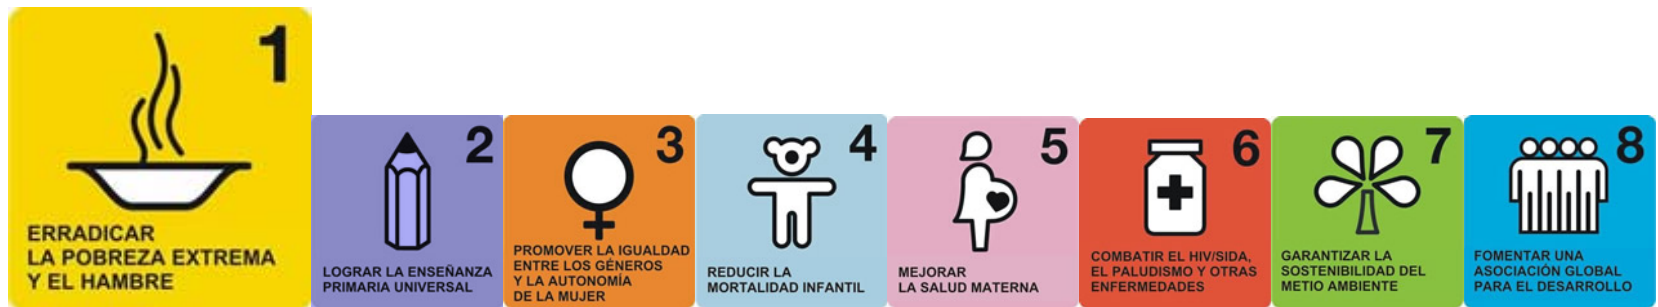 1
ERRADICAR
LA POBREZA EXTREMA
Y EL HAMBRE
2
LOGRAR LA ENSEÑANZA
PRIMARIA UNIVERSAL
3
PROMOVER LA IGUALDAD
ENTRE LOS GÉNEROS
Y LA AUTONOMÍA
DE LA MUJER
4
REDUCIR LA
MORTALIDAD INFANTIL
5
MEJORAR
LA SALUD MATERNA
6
COMBATIR EL HIV/SIDA,
EL PALUDISMO Y OTRAS
ENFERMEDADES
7
GARANTIZAR LA
SOSTENIBILIDAD DEL
METIO AMBIENTE
8
FOMENTAR UNA
ASOCIACIÓN GLOBAL
PARA EL DESARROLLO